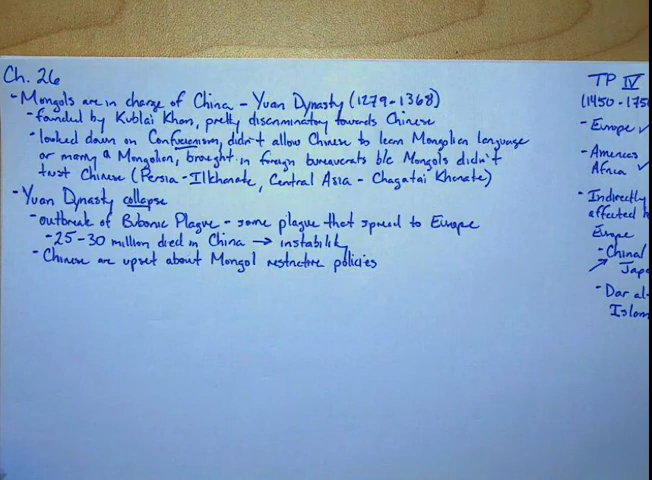 Ch. 26
- Mongols are in charge of China - Yuan Dynasty (1279-1368)
- founded by Kublai Khan, pretty discriminatory towards Chinese
- looked down on Confucianism, didn't allow Chinese to learn Mongolian language
or marry a Mongolian, brought in foreign bureaucrats b/c Mongols didn't
trust Chinese (Persia - Ilkhanate, Central Asia - Chagatai Khanate)
- Yuan Dynasty collapse
- outbreak of Bubonic Plague - same plague that spread to Europe
- 25-30 million died in China → instability
- Chinese are upset about Mongol restrictive policies
TP IV
(1450-175
- Europe ✓
- Americas
Africa ✓
- Indirectly
affected
Europe
- China/
Japa
- Dar al-
Islam